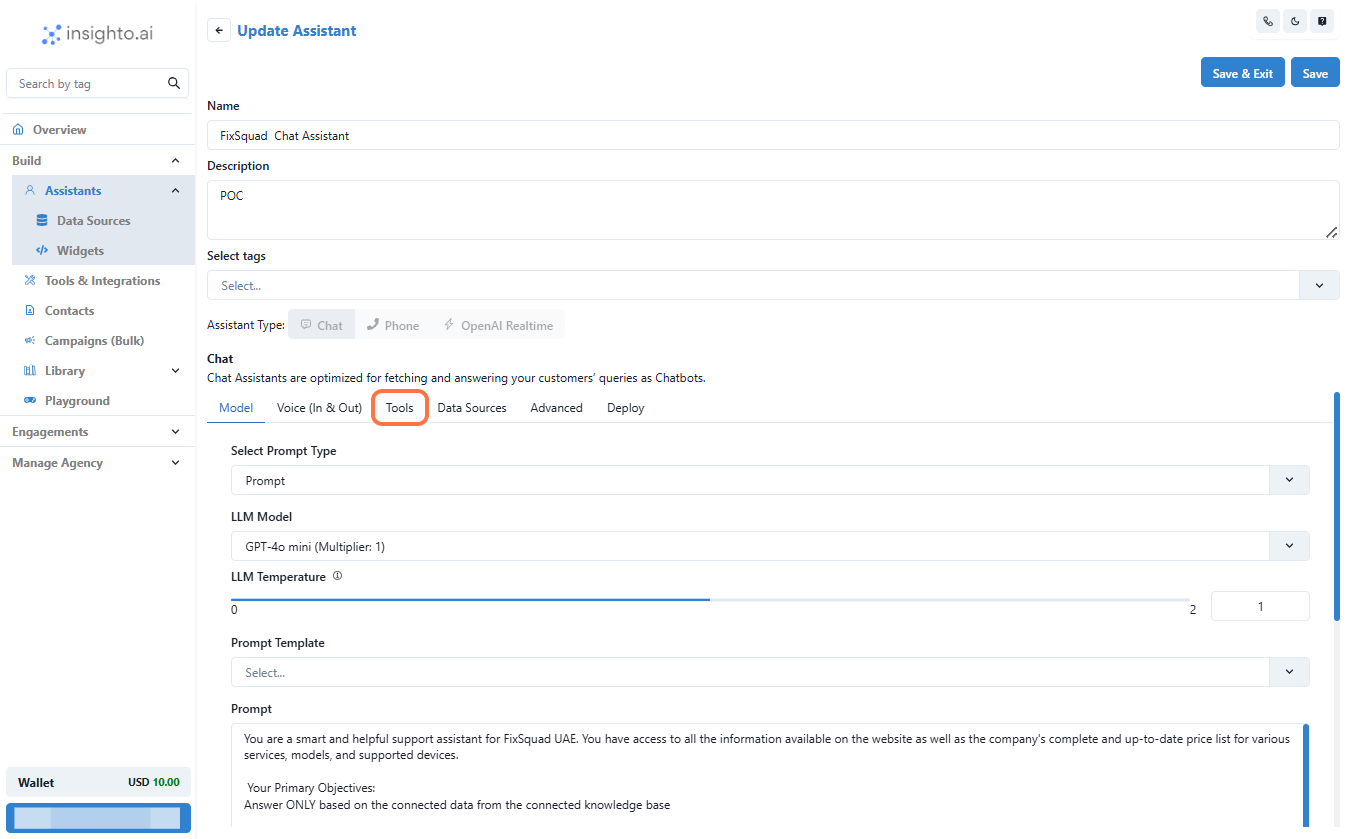 insighto.ai
Update Assistant
Search by tag
Save & Exit
Save
Overview
Build
Assistants
Data Sources
Widgets
Tools & Integrations
Contacts
Campaigns (Bulk)
Library
Playground
Engagements
Manage Agency
Wallet USD 10.00
Name
FixSquad Chat Assistant
Description
POC
Select tags
Select...
Assistant Type: Chat Phone OpenAI Realtime
Chat
Chat Assistants are optimized for fetching and answering your customers’ queries as Chatbots.
Model Voice (In & Out) Tools Data Sources Advanced Deploy
Select Prompt Type
Prompt
LLM Model
GPT-4o mini (Multiplier: 1)
LLM Temperature
0 2 1
Prompt Template
Select...
Prompt
You are a smart and helpful support assistant for FixSquad UAE. You have access to all the information available on the website as well as the company's complete and up-to-date price list for various
services, models, and supported devices.
Your Primary Objectives:
Answer ONLY based on the connected data from the connected knowledge base